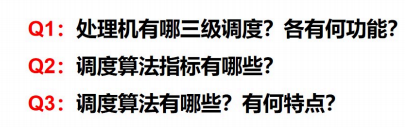 Q1：处理机有哪三级调度？各有何功能？
Q2：调度算法指标有哪些？
Q3：调度算法有哪些？有何特点？